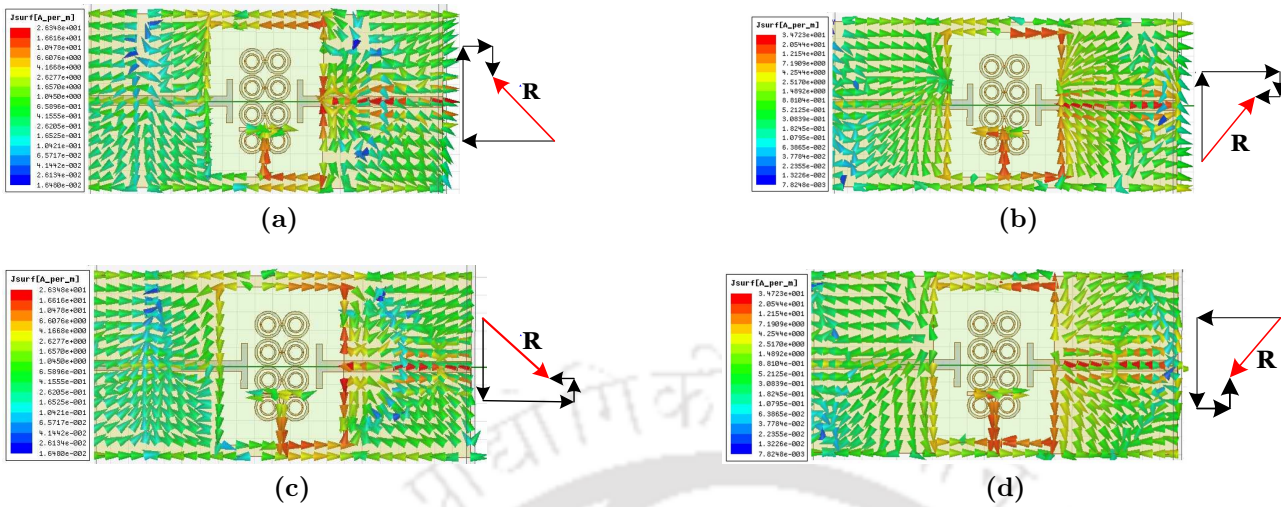 Jsurf[A_per_m]
2.6348e+001
1.6616e+001
1.0478e+001
6.6076e+000
4.1668e+000
2.6277e+000
1.6570e+000
1.0450e+000
6.5896e-001
4.1555e-001
2.6205e-001
1.6525e-001
1.0421e-001
6.5717e-002
4.1442e-002
2.6134e-002
1.6480e-002
R
(a)
Jsurf[A_per_m]
3.4723e+001
2.0544e+001
1.2154e+001
7.1909e+000
4.2544e+000
2.5170e+000
1.4892e+000
8.8104e-001
5.2125e-001
3.0839e-001
1.8245e-001
1.0795e-001
6.3865e-002
3.7784e-002
2.2355e-002
1.3226e-002
7.8248e-003
R
(b)
Jsurf[A_per_m]
2.6348e+001
1.6616e+001
1.0478e+001
6.6076e+000
4.1668e+000
2.6277e+000
1.6570e+000
1.0450e+000
6.5896e-001
4.1555e-001
2.6205e-001
1.6525e-001
1.0421e-001
6.5717e-002
4.1442e-002
2.6134e-002
1.6480e-002
R
(c)
Jsurf[A_per_m]
3.4723e+001
2.0544e+001
1.2154e+001
7.1909e+000
4.2544e+000
2.5170e+000
1.4892e+000
8.8104e-001
5.2125e-001
3.0839e-001
1.8245e-001
1.0795e-001
6.3865e-002
3.7784e-002
2.2355e-002
1.3226e-002
7.8248e-003
R
(d)